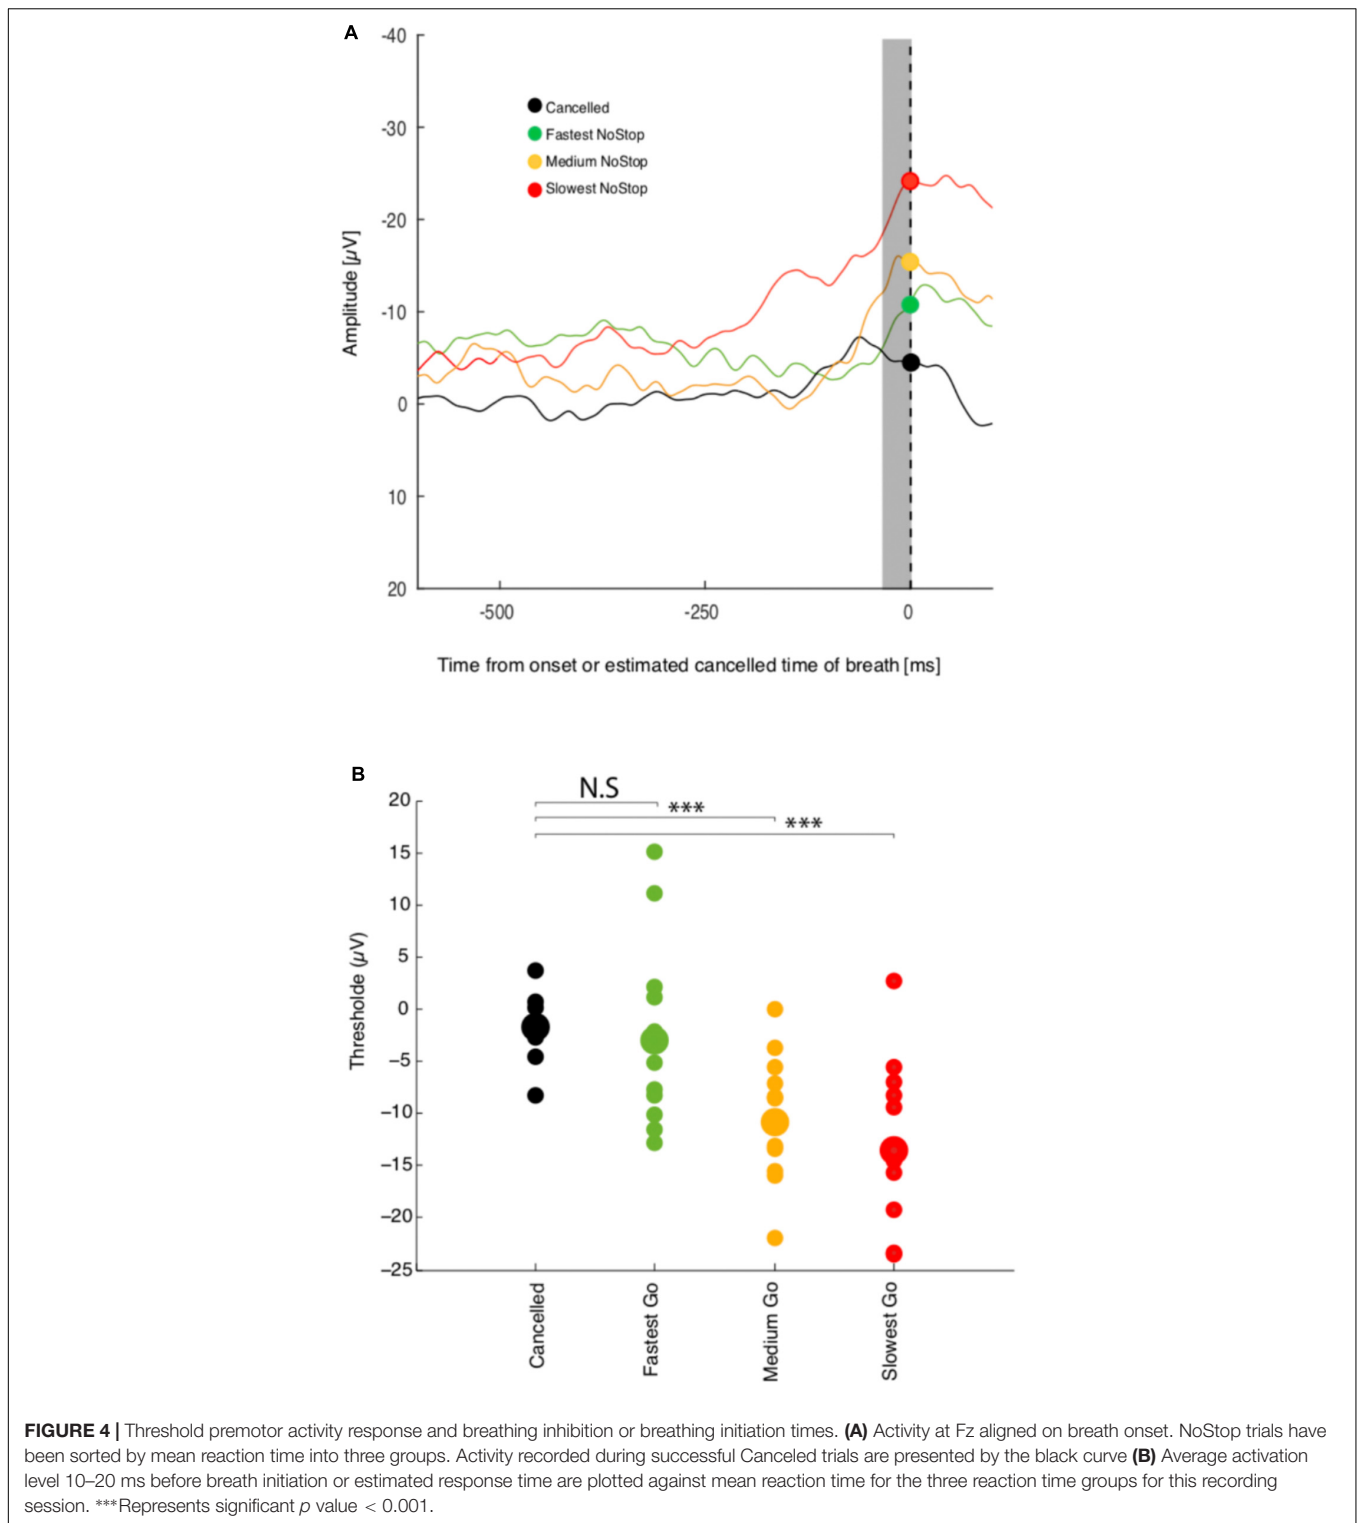 A
-40
-30
-20
-10
0
10
20
Amplitude [µV]
Cancelled
Fastest NoStop
Medium NoStop
Slowest NoStop
-500 -250 0
Time from onset or estimated cancelled time of breath [ms]
B
N.S
***
***
20
15
10
5
0
−5
−10
−15
−20
−25
Thresholde (µV)
Cancelled
Fastest Go
Medium Go
Slowest Go
FIGURE 4 | Threshold premotor activity response and breathing inhibition or breathing initiation times. (A) Activity at Fz aligned on breath onset. NoStop trials have
been sorted by mean reaction time into three groups. Activity recorded during successful Canceled trials are presented by the black curve (B) Average activation
level 10–20 ms before breath initiation or estimated response time are plotted against mean reaction time for the three reaction time groups for this recording
session. ***Represents significant p value < 0.001.